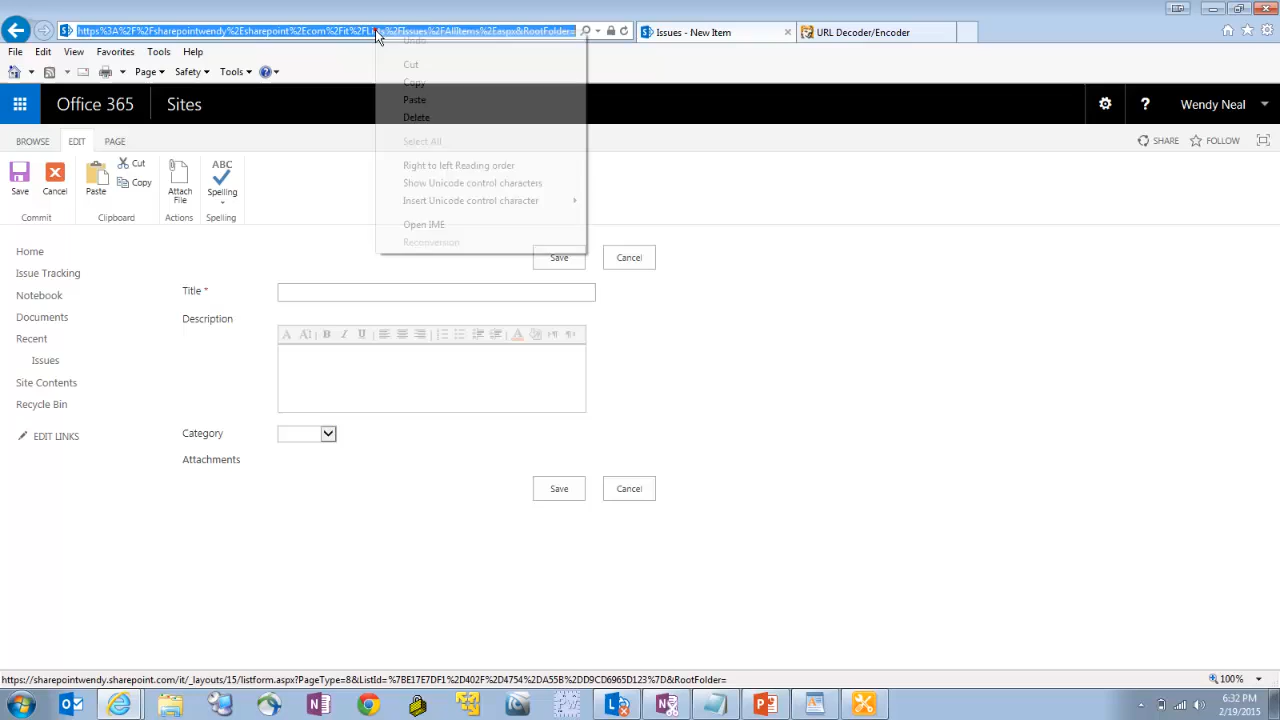 https%3A%2F%2Fsharepointwendy%2Esharepoint%2Ecom%2Fit%2FLists%2FIssues%2FAllItems%2Easpx&RootFolder=
Issues - New Item
URL Decoder/Encoder
File Edit View Favorites Tools Help
Page Safety Tools
Undo
Cut
Copy
Paste
Delete
Select All
Right to left Reading order
Show Unicode control characters
Insert Unicode control character
Open IME
Reconversion
Office 365 Sites
Wendy Neal
BROWSE EDIT PAGE
SHARE FOLLOW
Save
Cancel
Paste
Cut
Copy
Attach
File
ABC
Spelling
Commit Clipboard Actions Spelling
Home
Issue Tracking
Notebook
Documents
Recent
Issues
Site Contents
Recycle Bin
EDIT LINKS
Save Cancel
Title *
Description
Category
Attachments
Save Cancel
https://sharepointwendy.sharepoint.com/it/_layouts/15/listform.aspx?PageType=8&ListId=%7BE17E7DF1%2D402F%2D4754%2DA55B%2DD9CD6965D123%7D&RootFolder=
100%
6:32 PM
2/19/2015